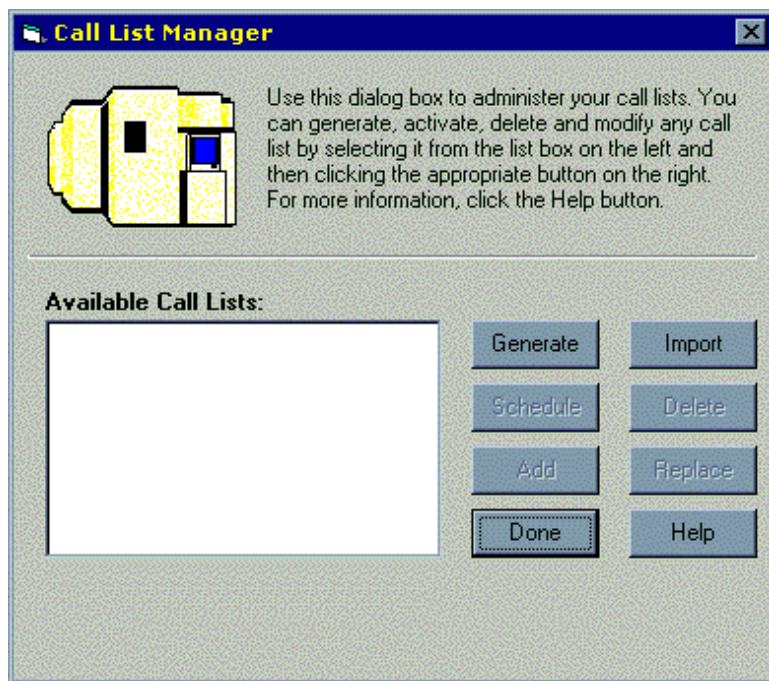 Call List Manager
Use this dialog box to administer your call lists. You
can generate, activate, delete and modify any call
list by selecting it from the list box on the left and
then clicking the appropriate button on the right.
For more information, click the Help button.
Available Call Lists:
Generate
Import
Schedule
Delete
Add
Replace
Done
Help